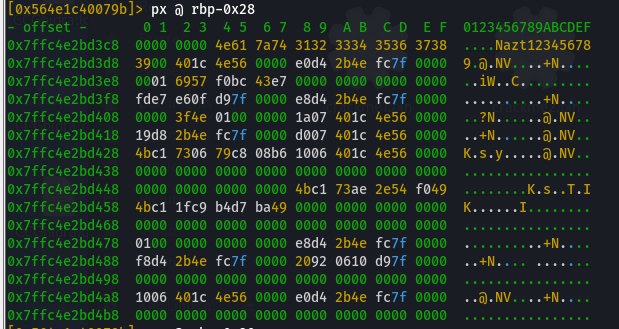 [0x564e1c40079b]> px @ rbp-0x28
- offset -       0 1  2 3  4 5  6 7  8 9  A B  C D  E F  0123456789ABCDEF
0x7ffc4e2bd3c8  0000 0000 4e61 7a74 3132 3334 3536 3738  ....Nazt12345678
0x7ffc4e2bd3d8  3900 401c 4e56 0000 e0d4 2b4e fc7f 0000  9.@.NV....+N....
0x7ffc4e2bd3e8  0001 6957 f0bc 43e7 0000 0000 0000 0000  ..iW..C.........
0x7ffc4e2bd3f8  fde7 e60f d97f 0000 e8d4 2b4e fc7f 0000  ..........+N....
0x7ffc4e2bd408  0000 3f4e 0100 0000 1a07 401c 4e56 0000  ..?N......@.NV..
0x7ffc4e2bd418  19d8 2b4e fc7f 0000 d007 401c 4e56 0000  ..+N......@.NV..
0x7ffc4e2bd428  4bc1 7306 79c8 08b6 1006 401c 4e56 0000  K.s.y.....@.NV..
0x7ffc4e2bd438  0000 0000 0000 0000 0000 0000 0000 0000  ................
0x7ffc4e2bd448  0000 0000 0000 0000 4bc1 73ae 2e54 f049  ........K.s..T.I
0x7ffc4e2bd458  4bc1 1fc9 b4d7 ba49 0000 0000 0000 0000  K......I........
0x7ffc4e2bd468  0000 0000 0000 0000 0000 0000 0000 0000  ................
0x7ffc4e2bd478  0100 0000 0000 0000 e8d4 2b4e fc7f 0000  ..........+N....
0x7ffc4e2bd488  f8d4 2b4e fc7f 0000 2092 0610 d97f 0000  ..+N.... .......
0x7ffc4e2bd498  0000 0000 0000 0000 0000 0000 0000 0000  ................
0x7ffc4e2bd4a8  1006 401c 4e56 0000 e0d4 2b4e fc7f 0000  ..@.NV....+N....
0x7ffc4e2bd4b8  0000 0000 0000 0000 0000 0000 0000 0000  ................